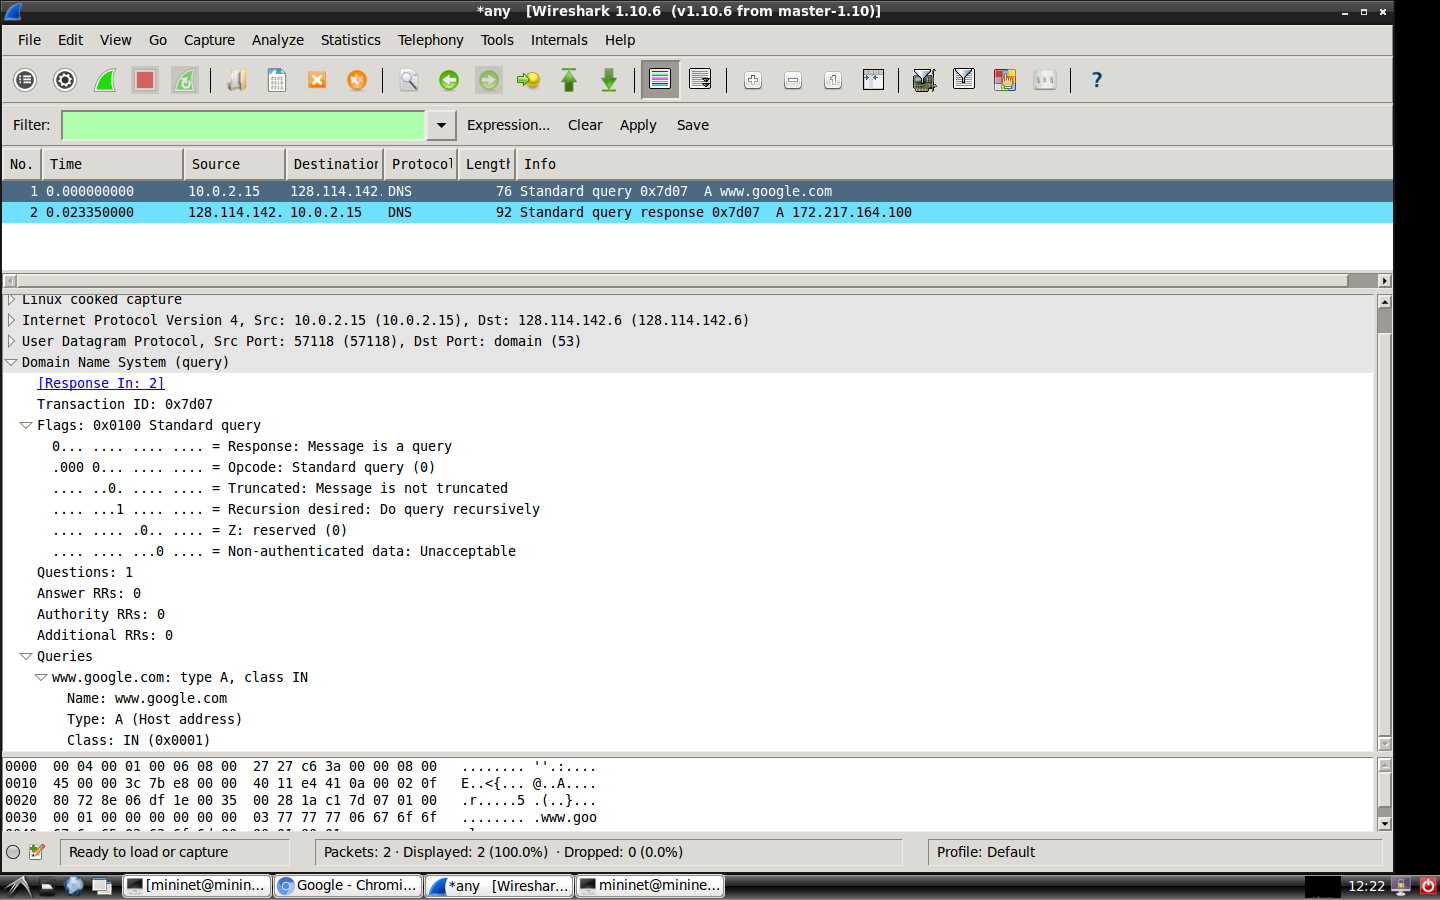 *any   [Wireshark 1.10.6  (v1.10.6 from master-1.10)]
File Edit View Go Capture Analyze Statistics Telephony Tools Internals Help
Filter: Expression... Clear Apply Save
No. Time Source Destination Protocol Length Info
1 0.000000000 10.0.2.15 128.114.142. DNS 76 Standard query 0x7d07  A www.google.com
2 0.023350000 128.114.142. 10.0.2.15 DNS 92 Standard query response 0x7d07  A 172.217.164.100
Linux cooked capture
Internet Protocol Version 4, Src: 10.0.2.15 (10.0.2.15), Dst: 128.114.142.6 (128.114.142.6)
User Datagram Protocol, Src Port: 57118 (57118), Dst Port: domain (53)
Domain Name System (query)
[Response In: 2]
Transaction ID: 0x7d07
Flags: 0x0100 Standard query
0... .... .... .... = Response: Message is a query
.000 0... .... .... = Opcode: Standard query (0)
.... ..0. .... .... = Truncated: Message is not truncated
.... ...1 .... .... = Recursion desired: Do query recursively
.... .... .0.. .... = Z: reserved (0)
.... .... ...0 .... = Non-authenticated data: Unacceptable
Questions: 1
Answer RRs: 0
Authority RRs: 0
Additional RRs: 0
Queries
www.google.com: type A, class IN
Name: www.google.com
Type: A (Host address)
Class: IN (0x0001)
0000  00 04 00 01 00 06 08 00  27 27 c6 3a 00 00 08 00   ........ ''.:....
0010  45 00 00 3c 7b e8 00 00  40 11 e4 41 0a 00 02 0f   E..<{... @..A....
0020  80 72 8e 06 df 1e 00 35  00 28 1a c1 7d 07 01 00   .r.....5 .(..}...
0030  00 01 00 00 00 00 00 00  03 77 77 77 06 67 6f 6f   ........ .www.goo
Ready to load or capture Packets: 2 · Displayed: 2 (100.0%)  · Dropped: 0 (0.0%) Profile: Default
[mininet@minin... Google - Chromi... *any   [Wireshar... mininet@minine... 12:22